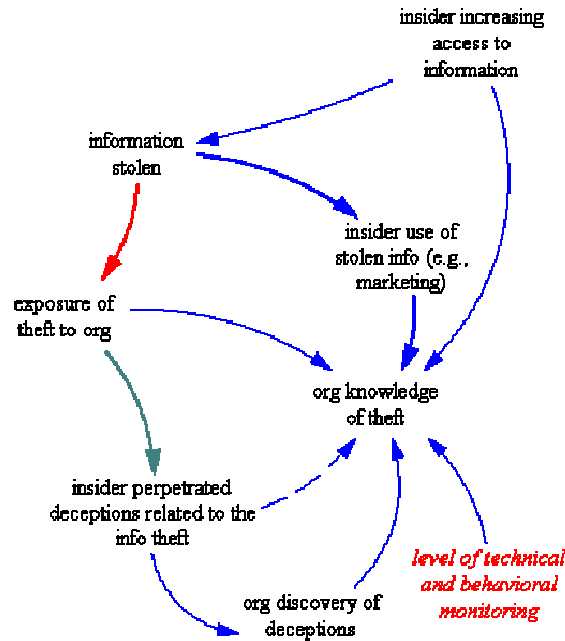 insider increasing
access to
information
information
stolen
insider use of
stolen info (e.g.,
marketing)
exposure of
theft to org
org knowledge
of theft
insider perpetrated
deceptions related to the
info theft
level of technical
and behavioral
monitoring
org discovery of
deceptions